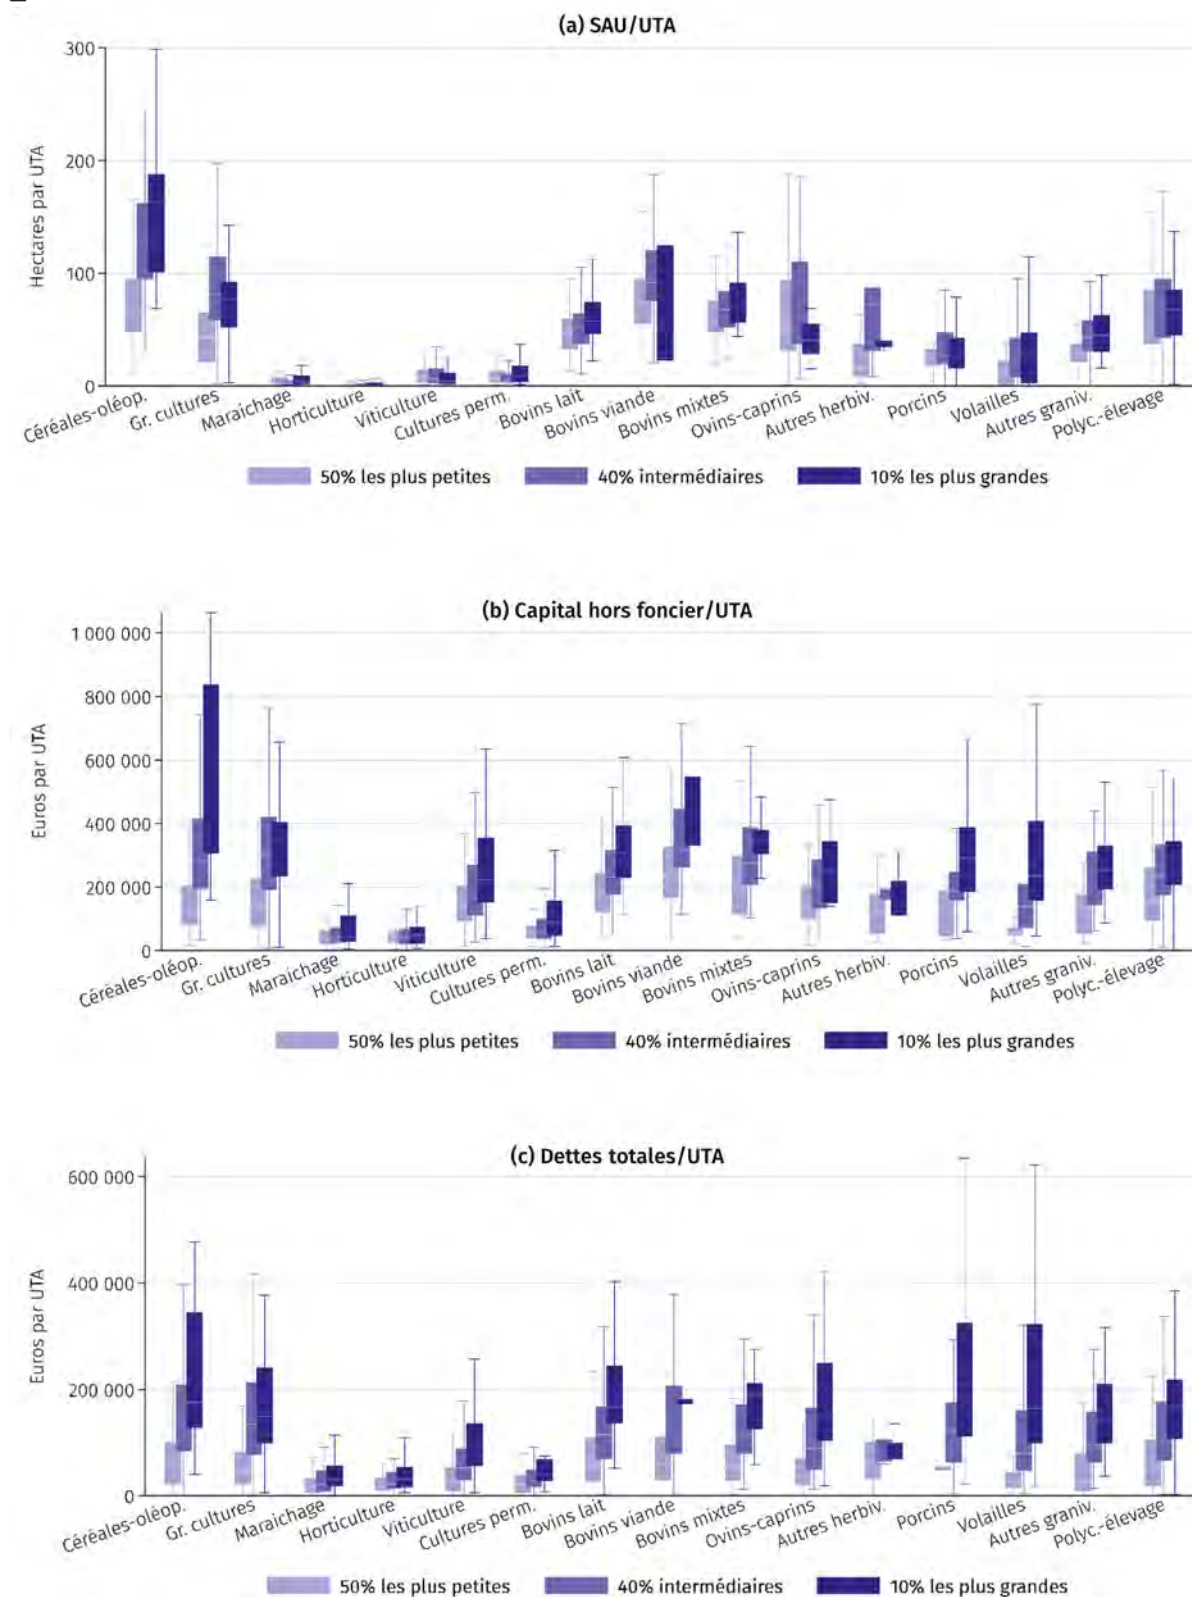 (a) SAU/UTA
300
200
100
0
Hectares par UTA
Céréales-oléop.
Gr. cultures
Maraichage
Horticulture
Viticulture
Cultures perm.
Bovins lait
Bovins viande
Bovins mixtes
Ovins-caprins
Autres herbiv.
Porcins
Volailles
Autres graniv.
Polyc.-élevage
50% les plus petites 40% intermédiaires 10% les plus grandes
(b) Capital hors foncier/UTA
1 000 000
800 000
600 000
400 000
200 000
0
Euros par UTA
Céréales-oléop.
Gr. cultures
Maraichage
Horticulture
Viticulture
Cultures perm.
Bovins lait
Bovins viande
Bovins mixtes
Ovins-caprins
Autres herbiv.
Porcins
Volailles
Autres graniv.
Polyc.-élevage
50% les plus petites 40% intermédiaires 10% les plus grandes
(c) Dettes totales/UTA
600 000
400 000
200 000
0
Euros par UTA
Céréales-oléop.
Gr. cultures
Maraichage
Horticulture
Viticulture
Cultures perm.
Bovins lait
Bovins viande
Bovins mixtes
Ovins-caprins
Autres herbiv.
Porcins
Volailles
Autres graniv.
Polyc.-élevage
50% les plus petites 40% intermédiaires 10% les plus grandes